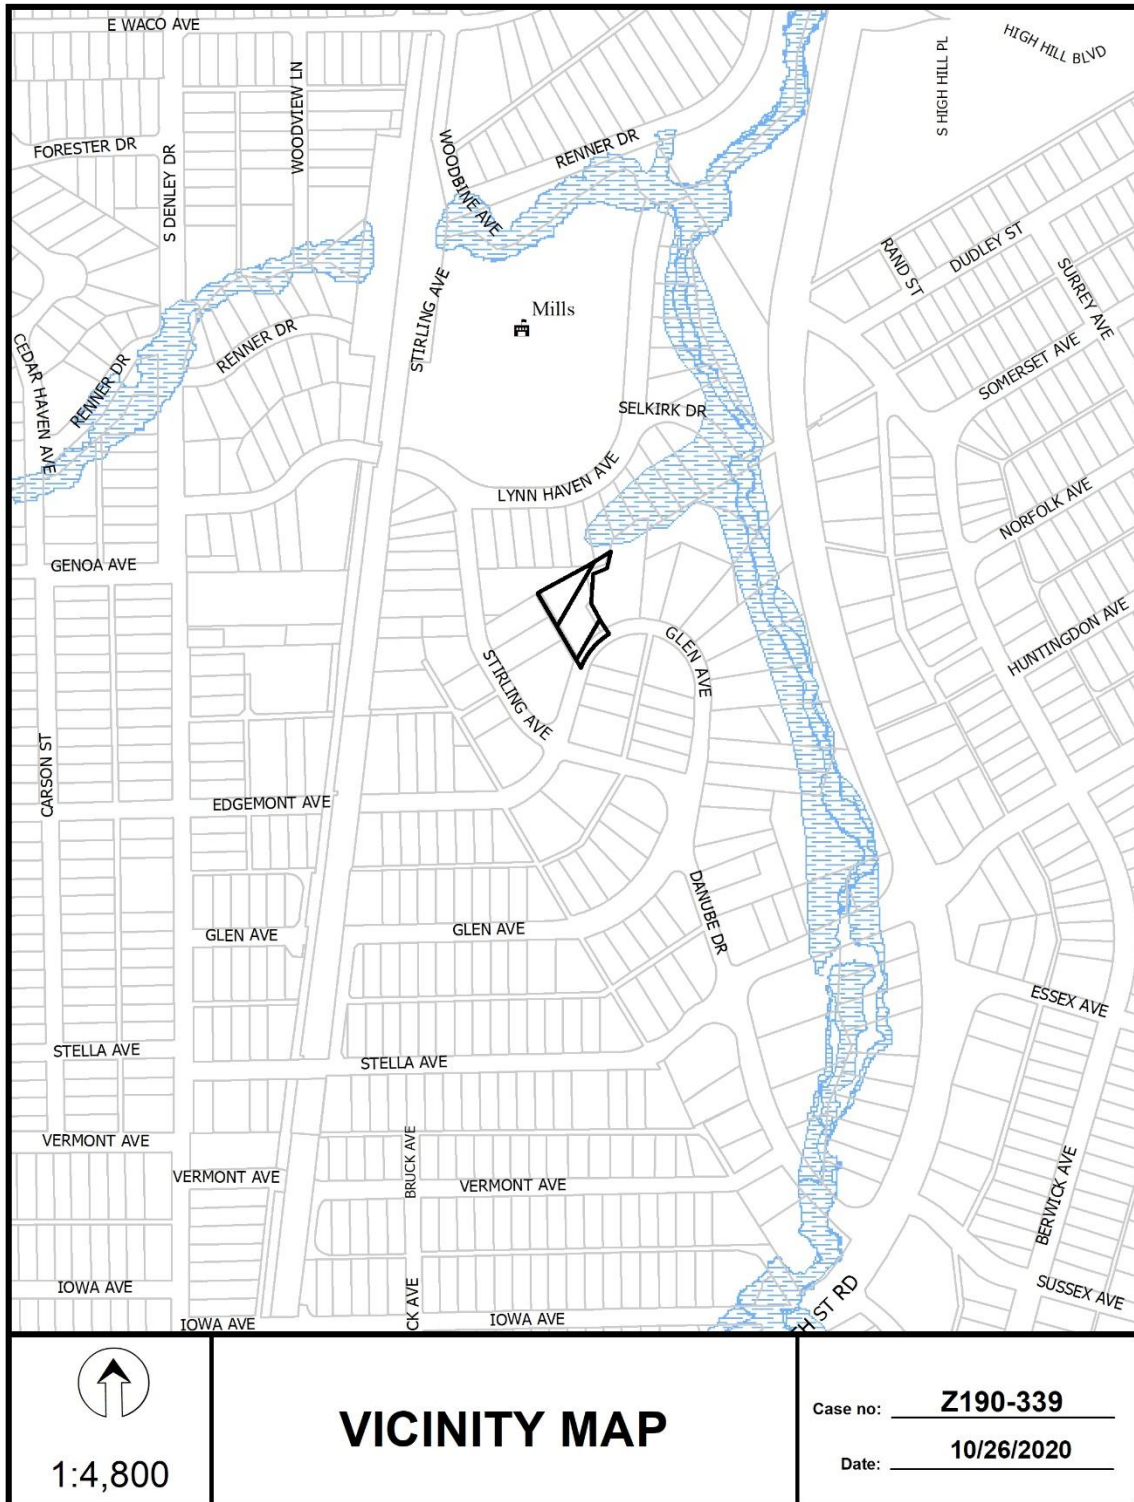 E WACO AVE
HIGH HILL BLVD
S HIGH HILL PL
WOODVIEW LN
FORESTER DR
S DENLEY DR
WOODBINE AVE
RENNER DR
RAND ST
DUDLEY ST
SURREY AVE
STIRLING AVE
Mills
CEDAR HAVEN AVE
RENNER DR
RENNER DR
SOMERSET AVE
SELKIRK DR
LYNN HAVEN AVE
NORFOLK AVE
GENOA AVE
HUNTINGDON AVE
GLEN AVE
STIRLING AVE
CARSON ST
EDGEMONT AVE
DANUBE DR
GLEN AVE
GLEN AVE
ESSEX AVE
STELLA AVE
STELLA AVE
VERMONT AVE
BRUCK AVE
VERMONT AVE
VERMONT AVE
BERWICK AVE
IOWA AVE
CK AVE
IOWA AVE
IOWA AVE
TH ST RD
SUSSEX AVE
1:4,800
VICINITY MAP
Case no: Z190-339
Date: 10/26/2020